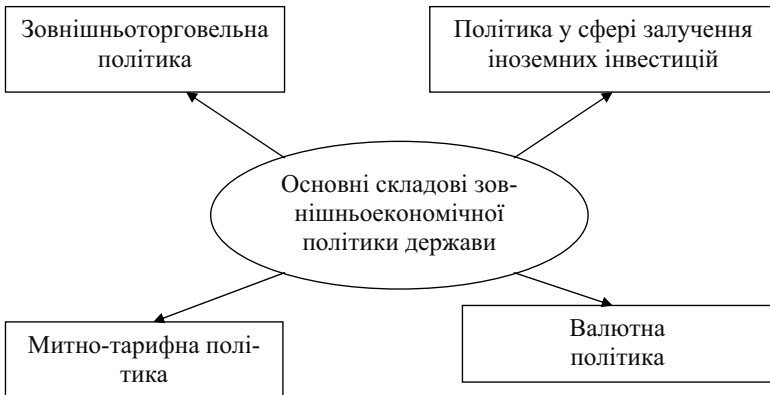 Зовнішньоторговельна
політика
Політика у сфері залучення
іноземних інвестицій
Основні складові зов-
нішньоекономічної
політики держави
Митно-тарифна полі-
тика
Валютна
політика